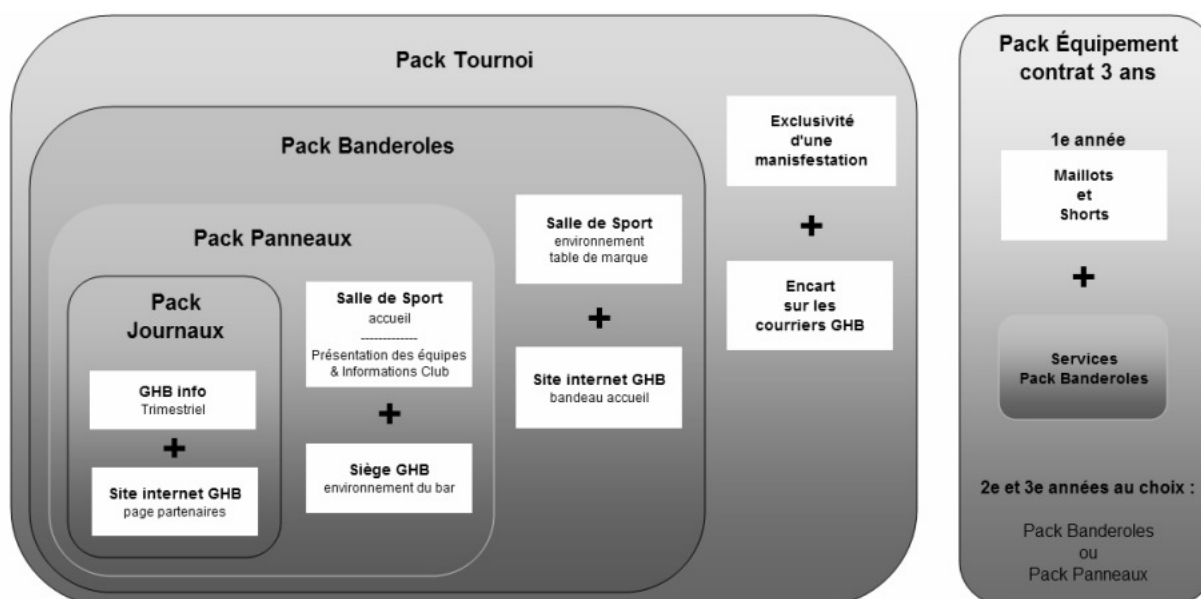 Pack Tournoi
Pack Banderoles
Pack Panneaux
Pack
Journaux
GHB info
Trimestriel
+
Site internet GHB
page partenaires
Salle de Sport
accueil
-------------
Présentation des équipes
& Informations Club
+
Siège GHB
environnement du bar
Salle de Sport
environnement
table de marque
+
Site internet GHB
bandeau accueil
Exclusivité
d'une
manisfestation
+
Encart
sur les
courriers GHB
Pack Équipement
contrat 3 ans
1e année
Maillots
et
Shorts
+
Services
Pack Banderoles
2e et 3e années au choix :
Pack Banderoles
ou
Pack Panneaux